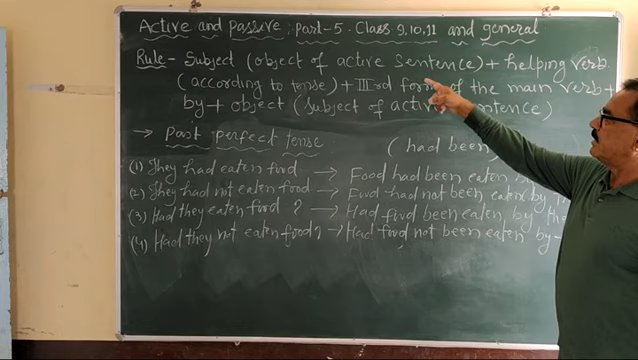 Active and Passive : Part-5. Class 9,10,11 and general
Rule - Subject (object of active sentence) + helping verb
(according to tense) + IIIrd form of the main verb +
by + object (subject of active sentence)
→ Past perfect tense (had been)
(1) They had eaten food → Food had been eaten
(2) They had not eaten food → Food had not been eaten by
(3) Had they eaten food ? → Had food been eaten by the
(4) Had they not eaten food ? → Had food not been eaten by